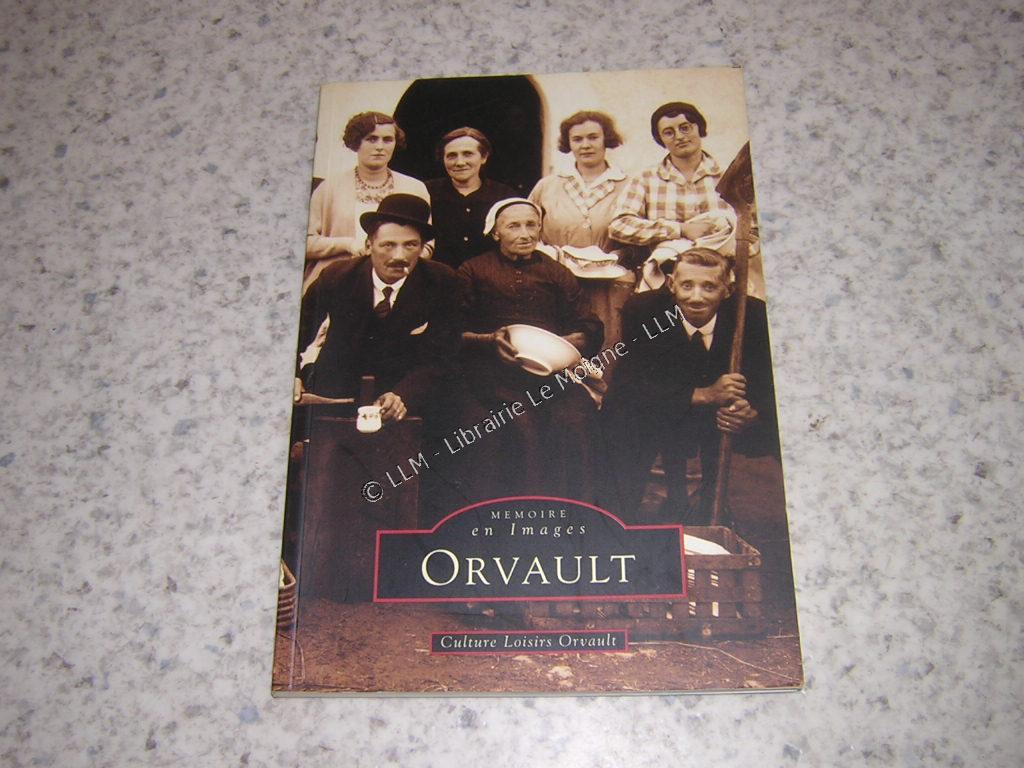 MEMOIRE
en Images
ORVAULT
Culture Loisirs Orvault
© LLM - Librairie Le Moigne - LLM